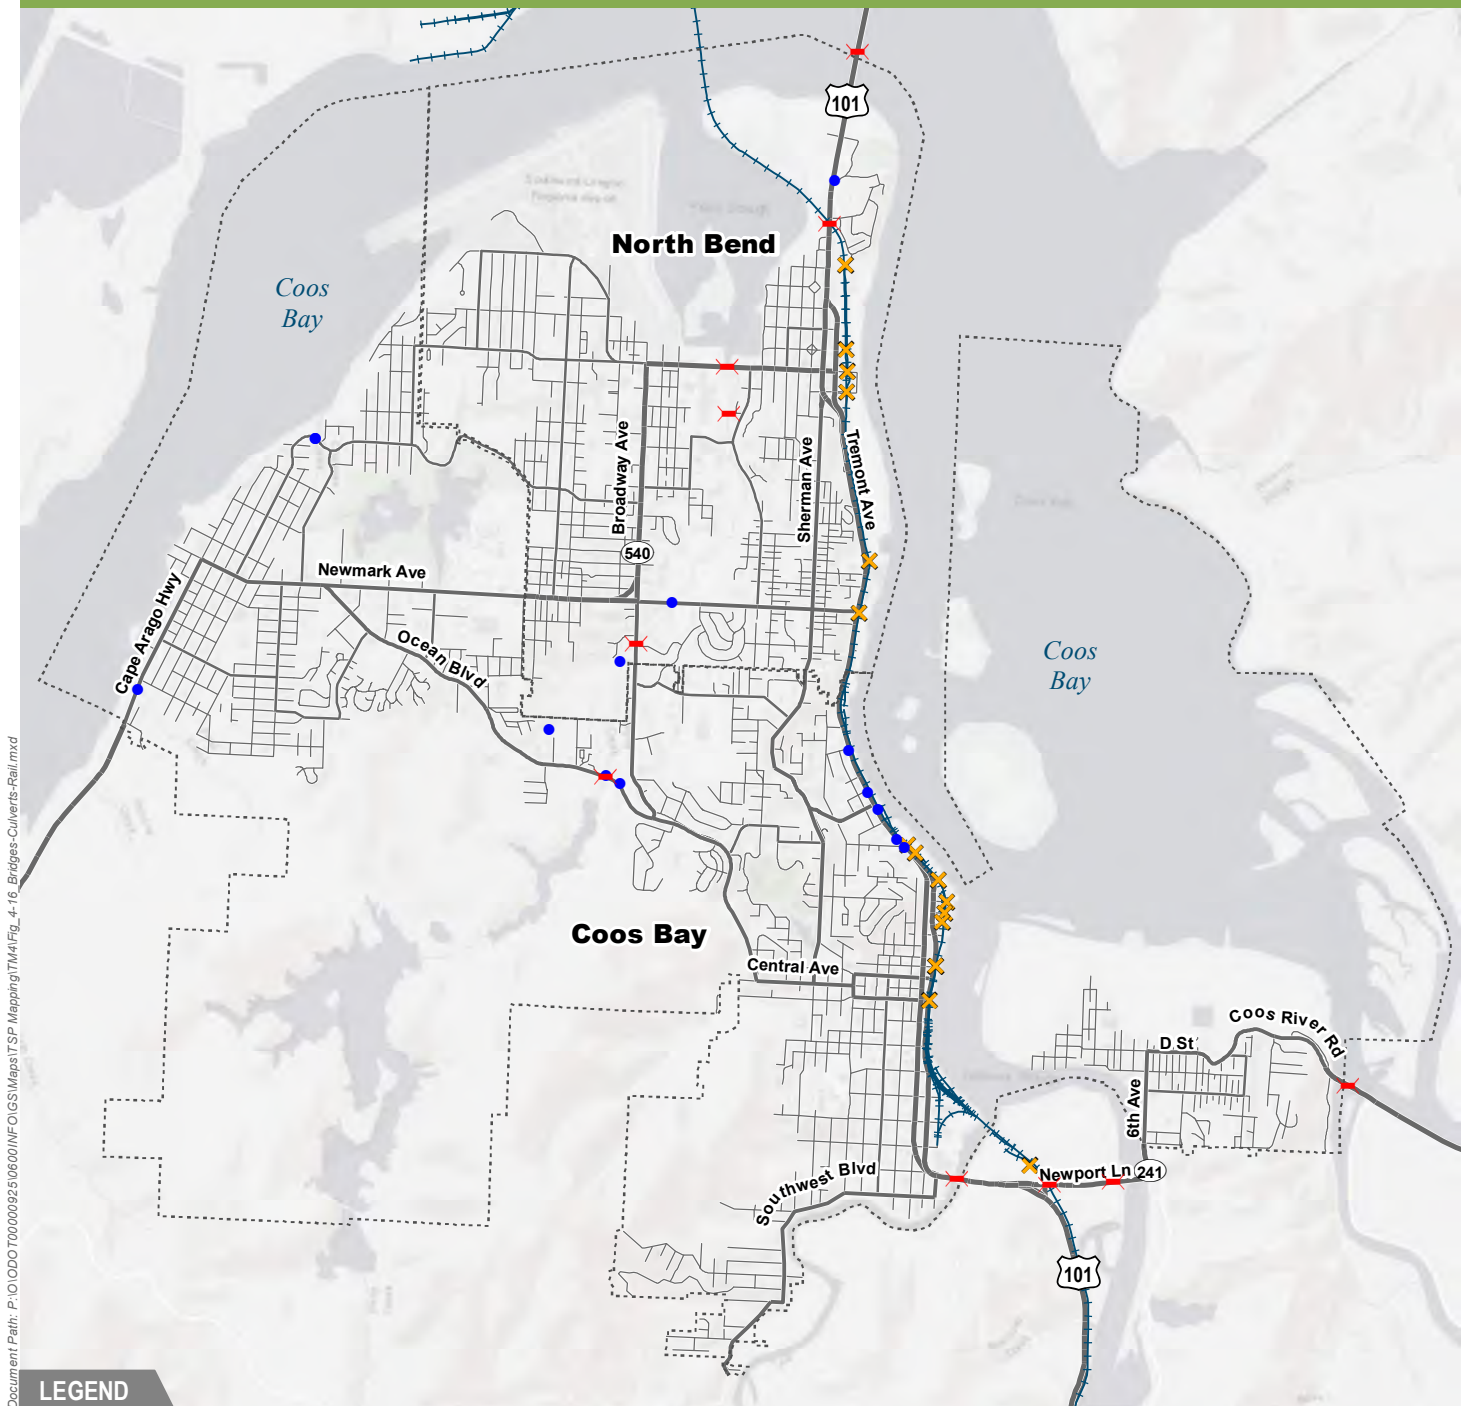 101
North Bend
Coos
Bay
Broadway Ave
Sherman Ave
Tremont Ave
540
Newmark Ave
Cape Arago Hwy
Ocean Blvd
Coos
Bay
Coos Bay
Central Ave
Coos River Rd
D St
6th Ave
Newport Ln
241
Southwest Blvd
101
Document Path: P:\O\ODOT00000925\0600INFO\GS\Maps\TSP Mapping\TM4\Fig_4-16_Bridges-Culverts-Rail.mxd
LEGEND